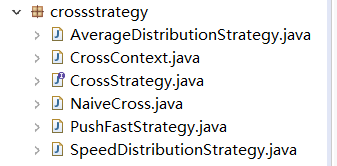 crossstrategy
AverageDistributionStrategy.java
CrossContext.java
CrossStrategy.java
NaiveCross.java
PushFastStrategy.java
SpeedDistributionStrategy.java